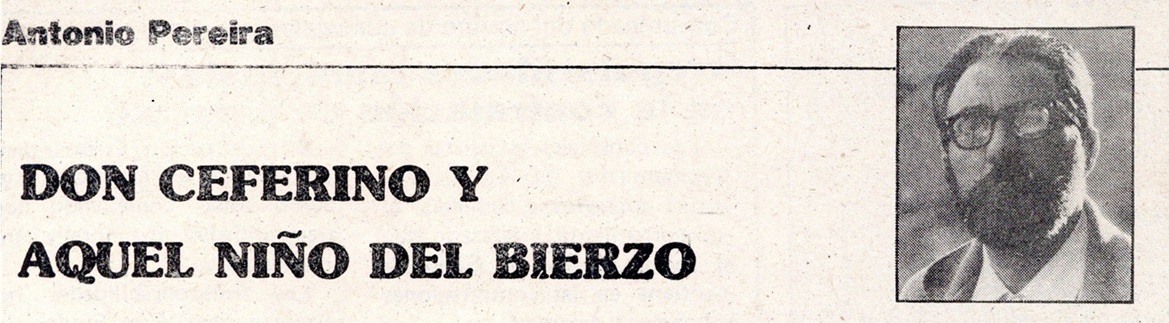 Antonio Pereira
DON CEFERINO Y
AQUEL NIÑO DEL BIERZO